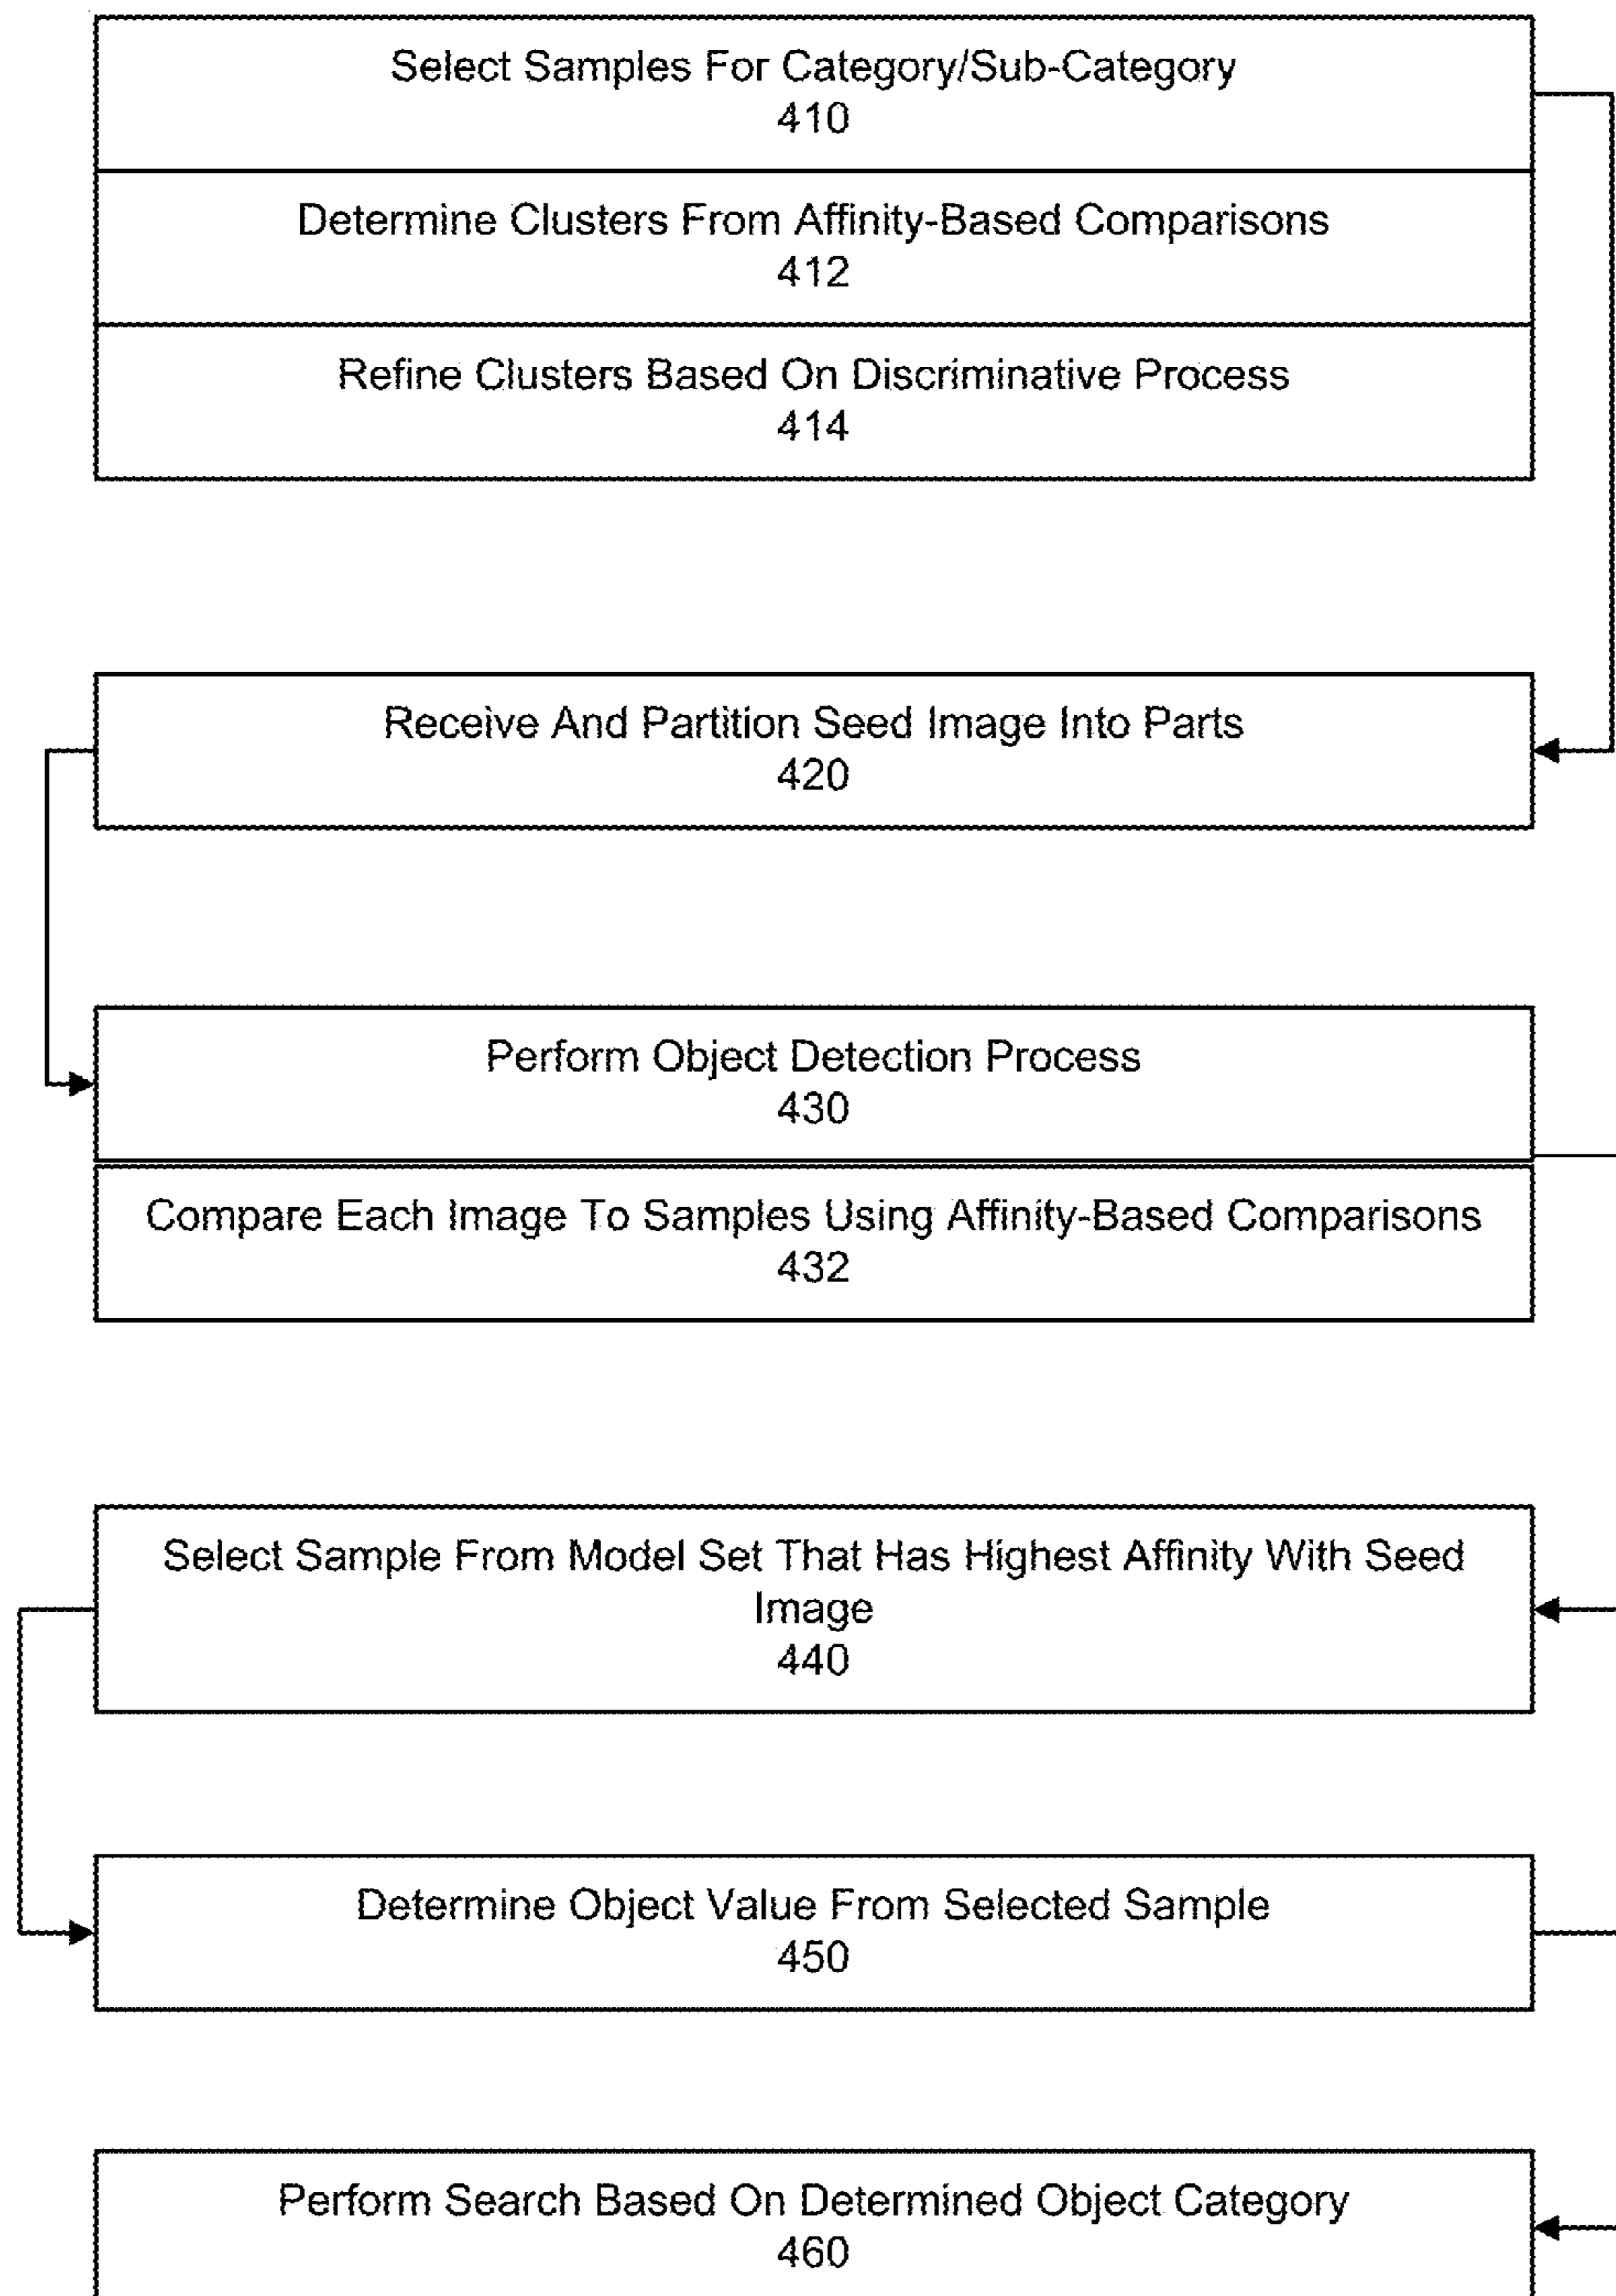 Select Samples For Category/Sub-Category
410
Determine Clusters From Affinity-Based Comparisons
412
Refine Clusters Based On Discriminative Process
414
Receive And Partition Seed Image Into Parts
420
Perform Object Detection Process
430
Compare Each Image To Samples Using Affinity-Based Comparisons
432
Select Sample From Model Set That Has Highest Affinity With Seed
Image
440
Determine Object Value From Selected Sample
450
Perform Search Based On Determined Object Category
460